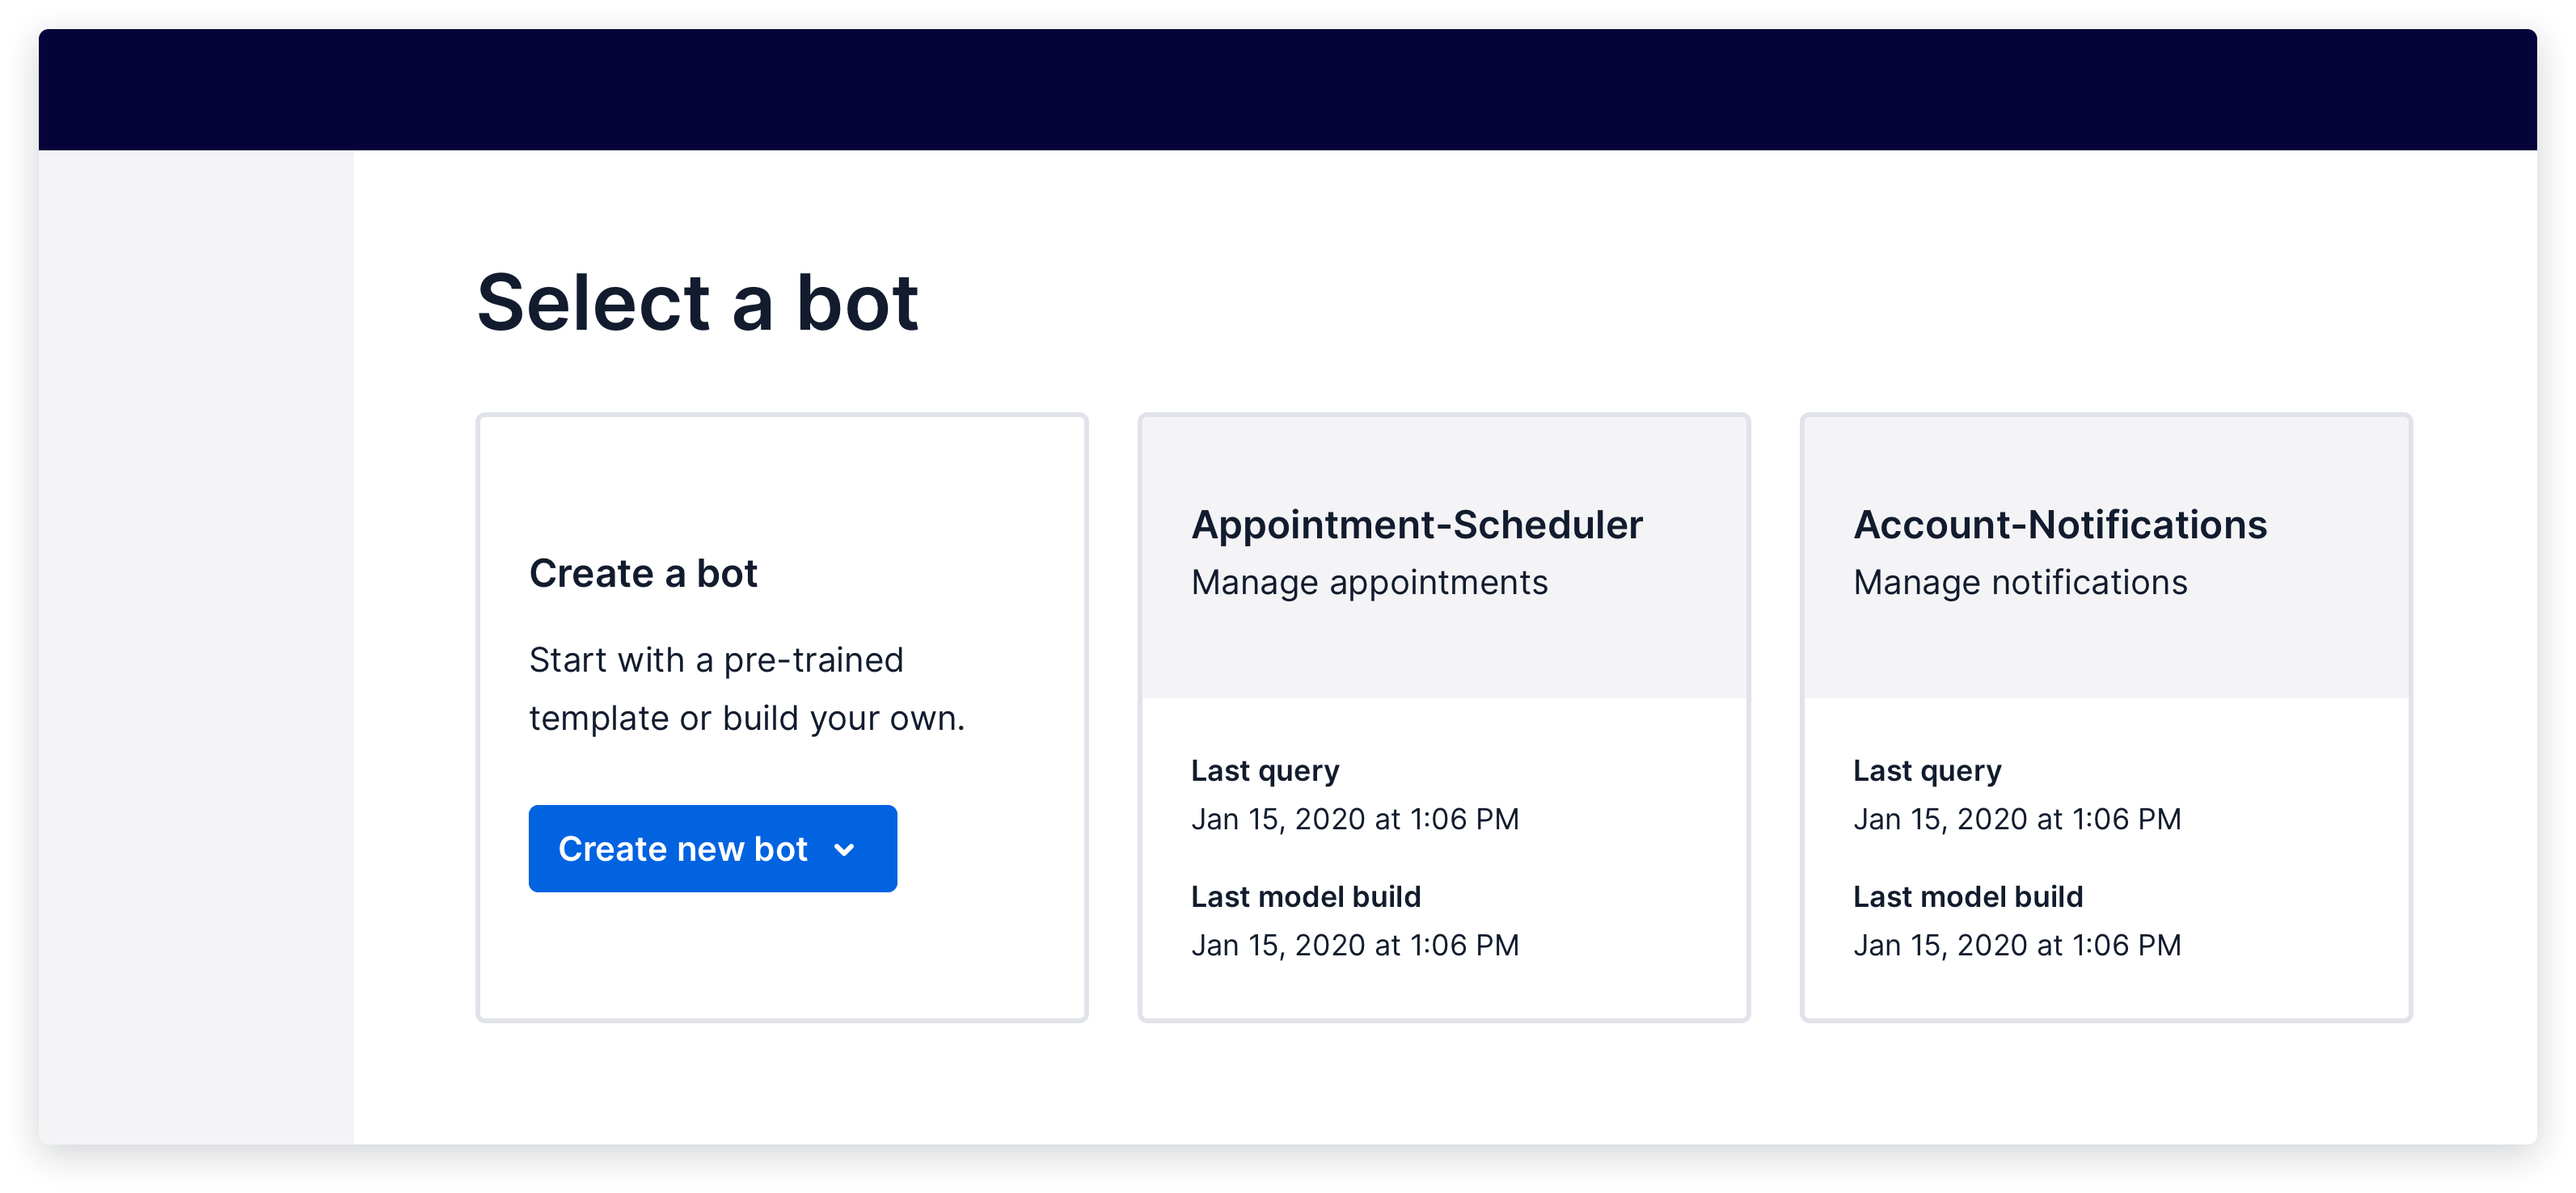 Select a bot
Create a bot
Start with a pre-trained
template or build your own.
Create new bot
Appointment-Scheduler
Manage appointments
Last query
Jan 15, 2020 at 1:06 PM
Last model build
Jan 15, 2020 at 1:06 PM
Account-Notifications
Manage notifications
Last query
Jan 15, 2020 at 1:06 PM
Last model build
Jan 15, 2020 at 1:06 PM